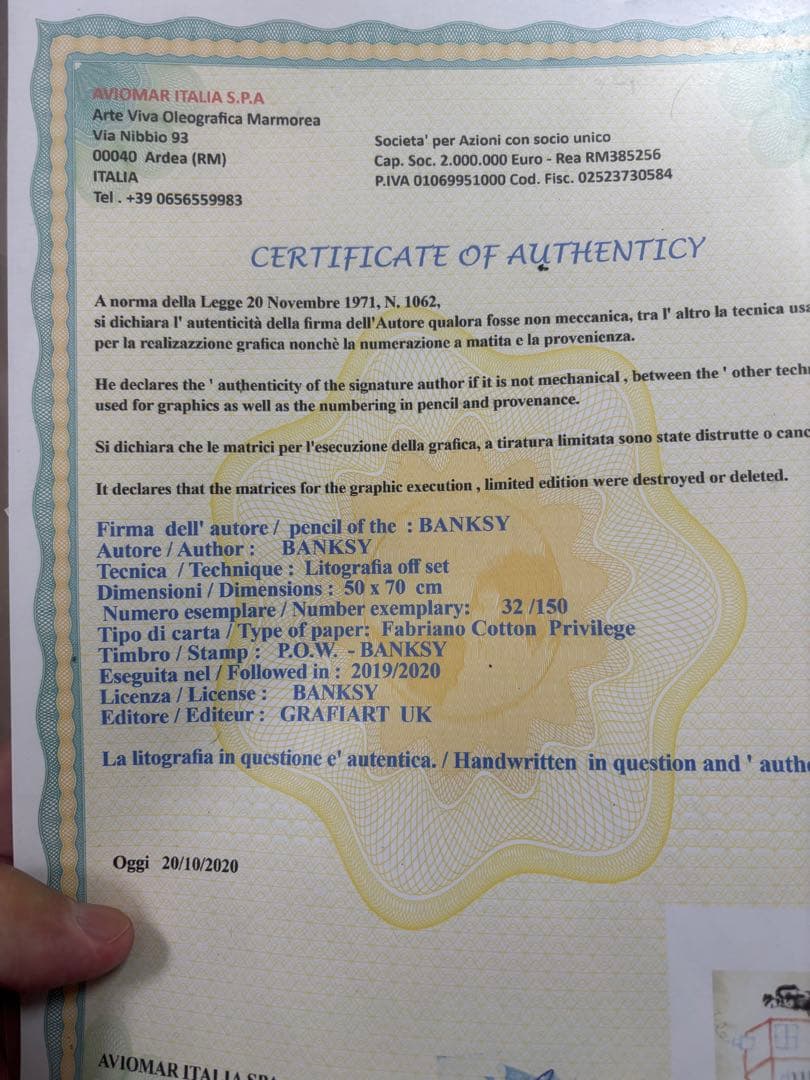 AVIOMAR ITALIA S.P.A
Arte Viva Oleografica Marmorea
Via Nibbio 93
00040 Ardea (RM)
ITALIA
Tel . +39 0656559983
Societa' per Azioni con socio unico
Cap. Soc. 2.000.000 Euro - Rea RM385256
P.IVA 01069951000 Cod. Fisc. 02523730584
CERTIFICATE OF AUTHENTICY
A norma della Legge 20 Novembre 1971, N. 1062,
si dichiara l' autenticità della firma dell'Autore qualora fosse non meccanica, tra l' altro la tecnica usa
per la realizazzione grafica nonchè la numerazione a matita e la provenienza.
He declares the ' authenticity of the signature author if it is not mechanical , between the ' other tech
used for graphics as well as the numbering in pencil and provenance.
Si dichiara che le matrici per l'esecuzione della grafica, a tiratura limitata sono state distrutte o canc
It declares that the matrices for the graphic execution , limited edition were destroyed or deleted.
Firma dell' autore / pencil of the : BANKSY
Autore / Author : BANKSY
Tecnica / Technique : Litografia off set
Dimensioni / Dimensions : 50 x 70 cm
Numero esemplare / Number exemplary: 32 /150
Tipo di carta / Type of paper: Fabriano Cotton Privilege
Timbro / Stamp : P.O.W. - BANKSY
Eseguita nel / Followed in : 2019/2020
Licenza / License : BANKSY
Editore / Editeur : GRAFIART UK
La litografia in questione e' autentica. / Handwritten in question and ' authe
Oggi 20/10/2020
AVIOMAR ITALIA SPA